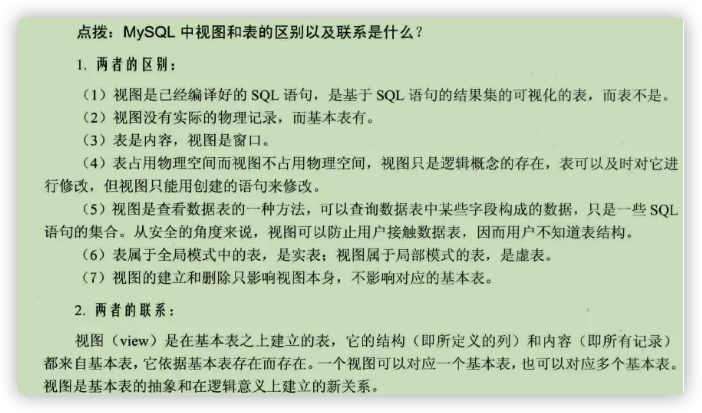 点拨：MySQL 中视图和表的区别以及联系是什么？
1. 两者的区别：
（1）视图是已经编译好的 SQL 语句，是基于 SQL 语句的结果集的可视化的表，而表不是。
（2）视图没有实际的物理记录，而基本表有。
（3）表是内容，视图是窗口。
（4）表占用物理空间而视图不占用物理空间，视图只是逻辑概念的存在，表可以及时对它进
行修改，但视图只能用创建的语句来修改。
（5）视图是查看数据表的一种方法，可以查询数据表中某些字段构成的数据，只是一些 SQL
语句的集合。从安全的角度来说，视图可以防止用户接触数据表，因而用户不知道表结构。
（6）表属于全局模式中的表，是实表；视图属于局部模式的表，是虚表。
（7）视图的建立和删除只影响视图本身，不影响对应的基本表。
2. 两者的联系：
视图（view）是在基本表之上建立的表，它的结构（即所定义的列）和内容（即所有记录）
都来自基本表，它依据基本表存在而存在。一个视图可以对应一个基本表，也可以对应多个基本表。
视图是基本表的抽象和在逻辑意义上建立的新关系。